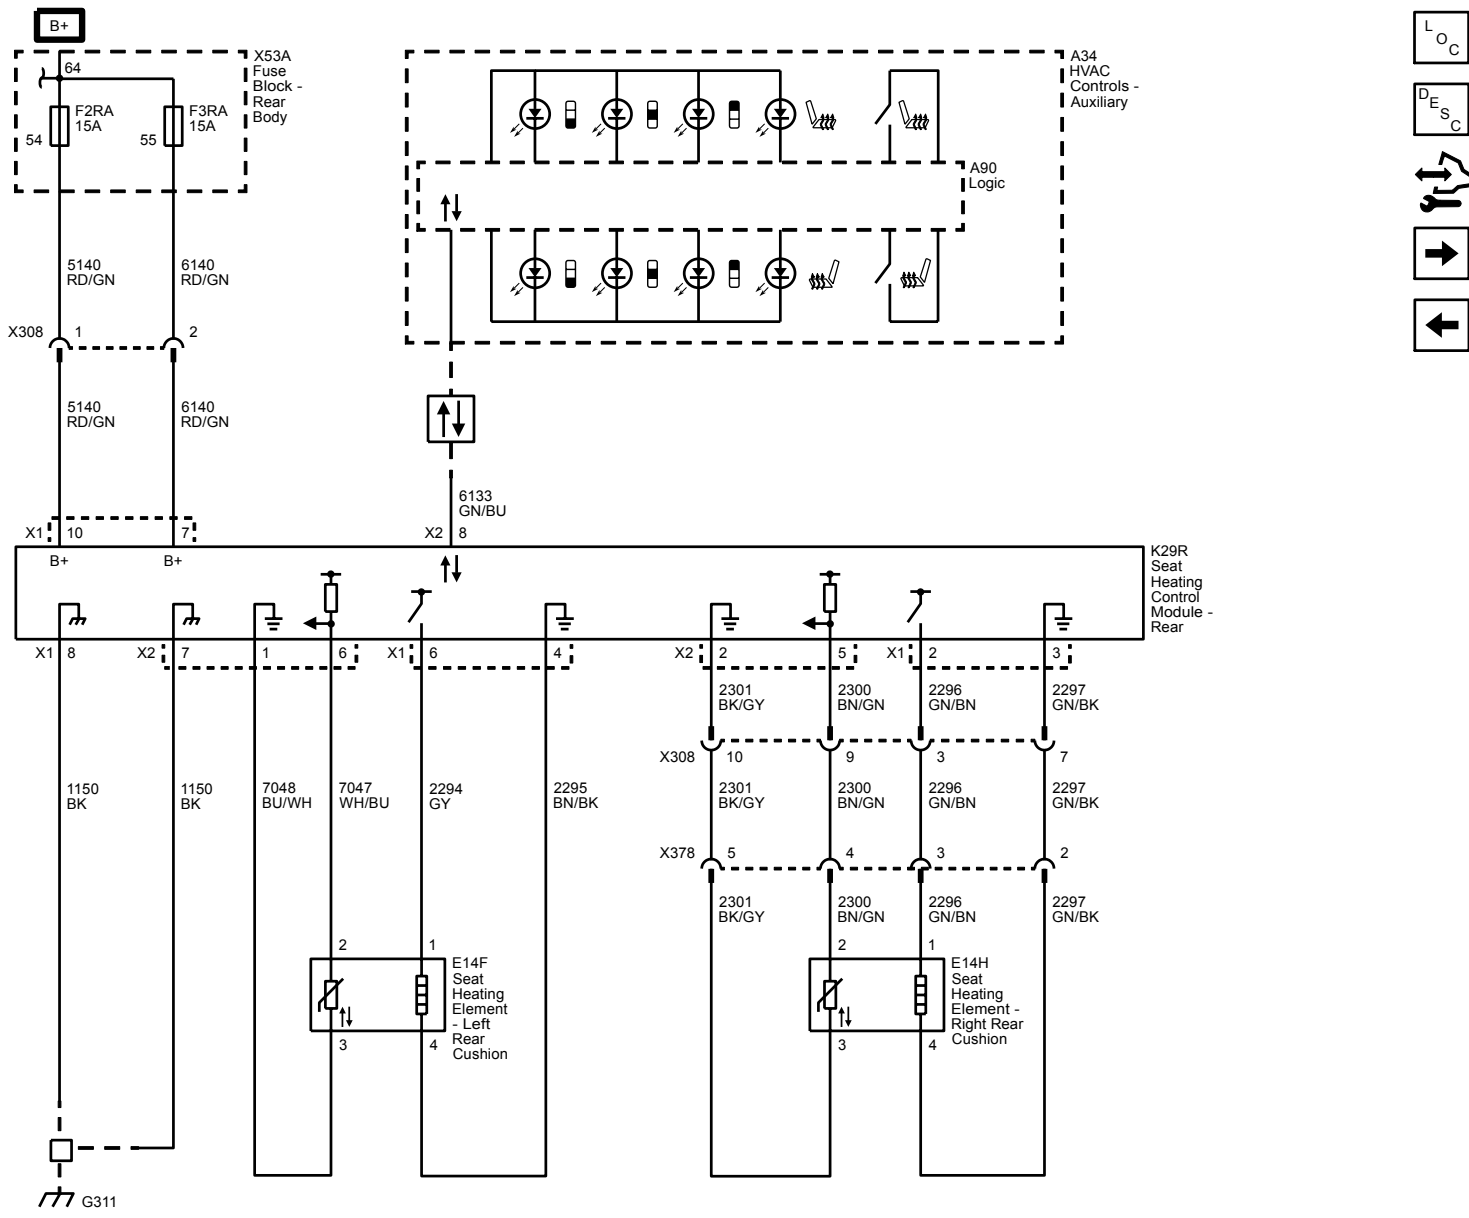 B+
64
F2RA
15A
54
F3RA
15A
55
X53A
Fuse
Block -
Rear
Body
A34
HVAC
Controls -
Auxiliary
A90
Logic
L
O
C
D
E
S
C
5140
RD/GN
6140
RD/GN
X308
1
2
5140
RD/GN
6140
RD/GN
6133
GN/BU
X1
10
7
X2
8
B+
B+
K29R
Seat
Heating
Control
Module -
Rear
X1
8
X2
7
1
6
X1
6
4
X2
2
5
X1
2
3
2301
BK/GY
2300
BN/GN
2296
GN/BN
2297
GN/BK
X308
10
9
3
7
1150
BK
1150
BK
7048
BU/WH
7047
WH/BU
2294
GY
2295
BN/BK
2301
BK/GY
2300
BN/GN
2296
GN/BN
2297
GN/BK
X378
5
4
3
2
2301
BK/GY
2300
BN/GN
2296
GN/BN
2297
GN/BK
2
1
E14F
Seat
Heating
Element
- Left
Rear
Cushion
3
4
2
1
E14H
Seat
Heating
Element -
Right Rear
Cushion
3
4
G311